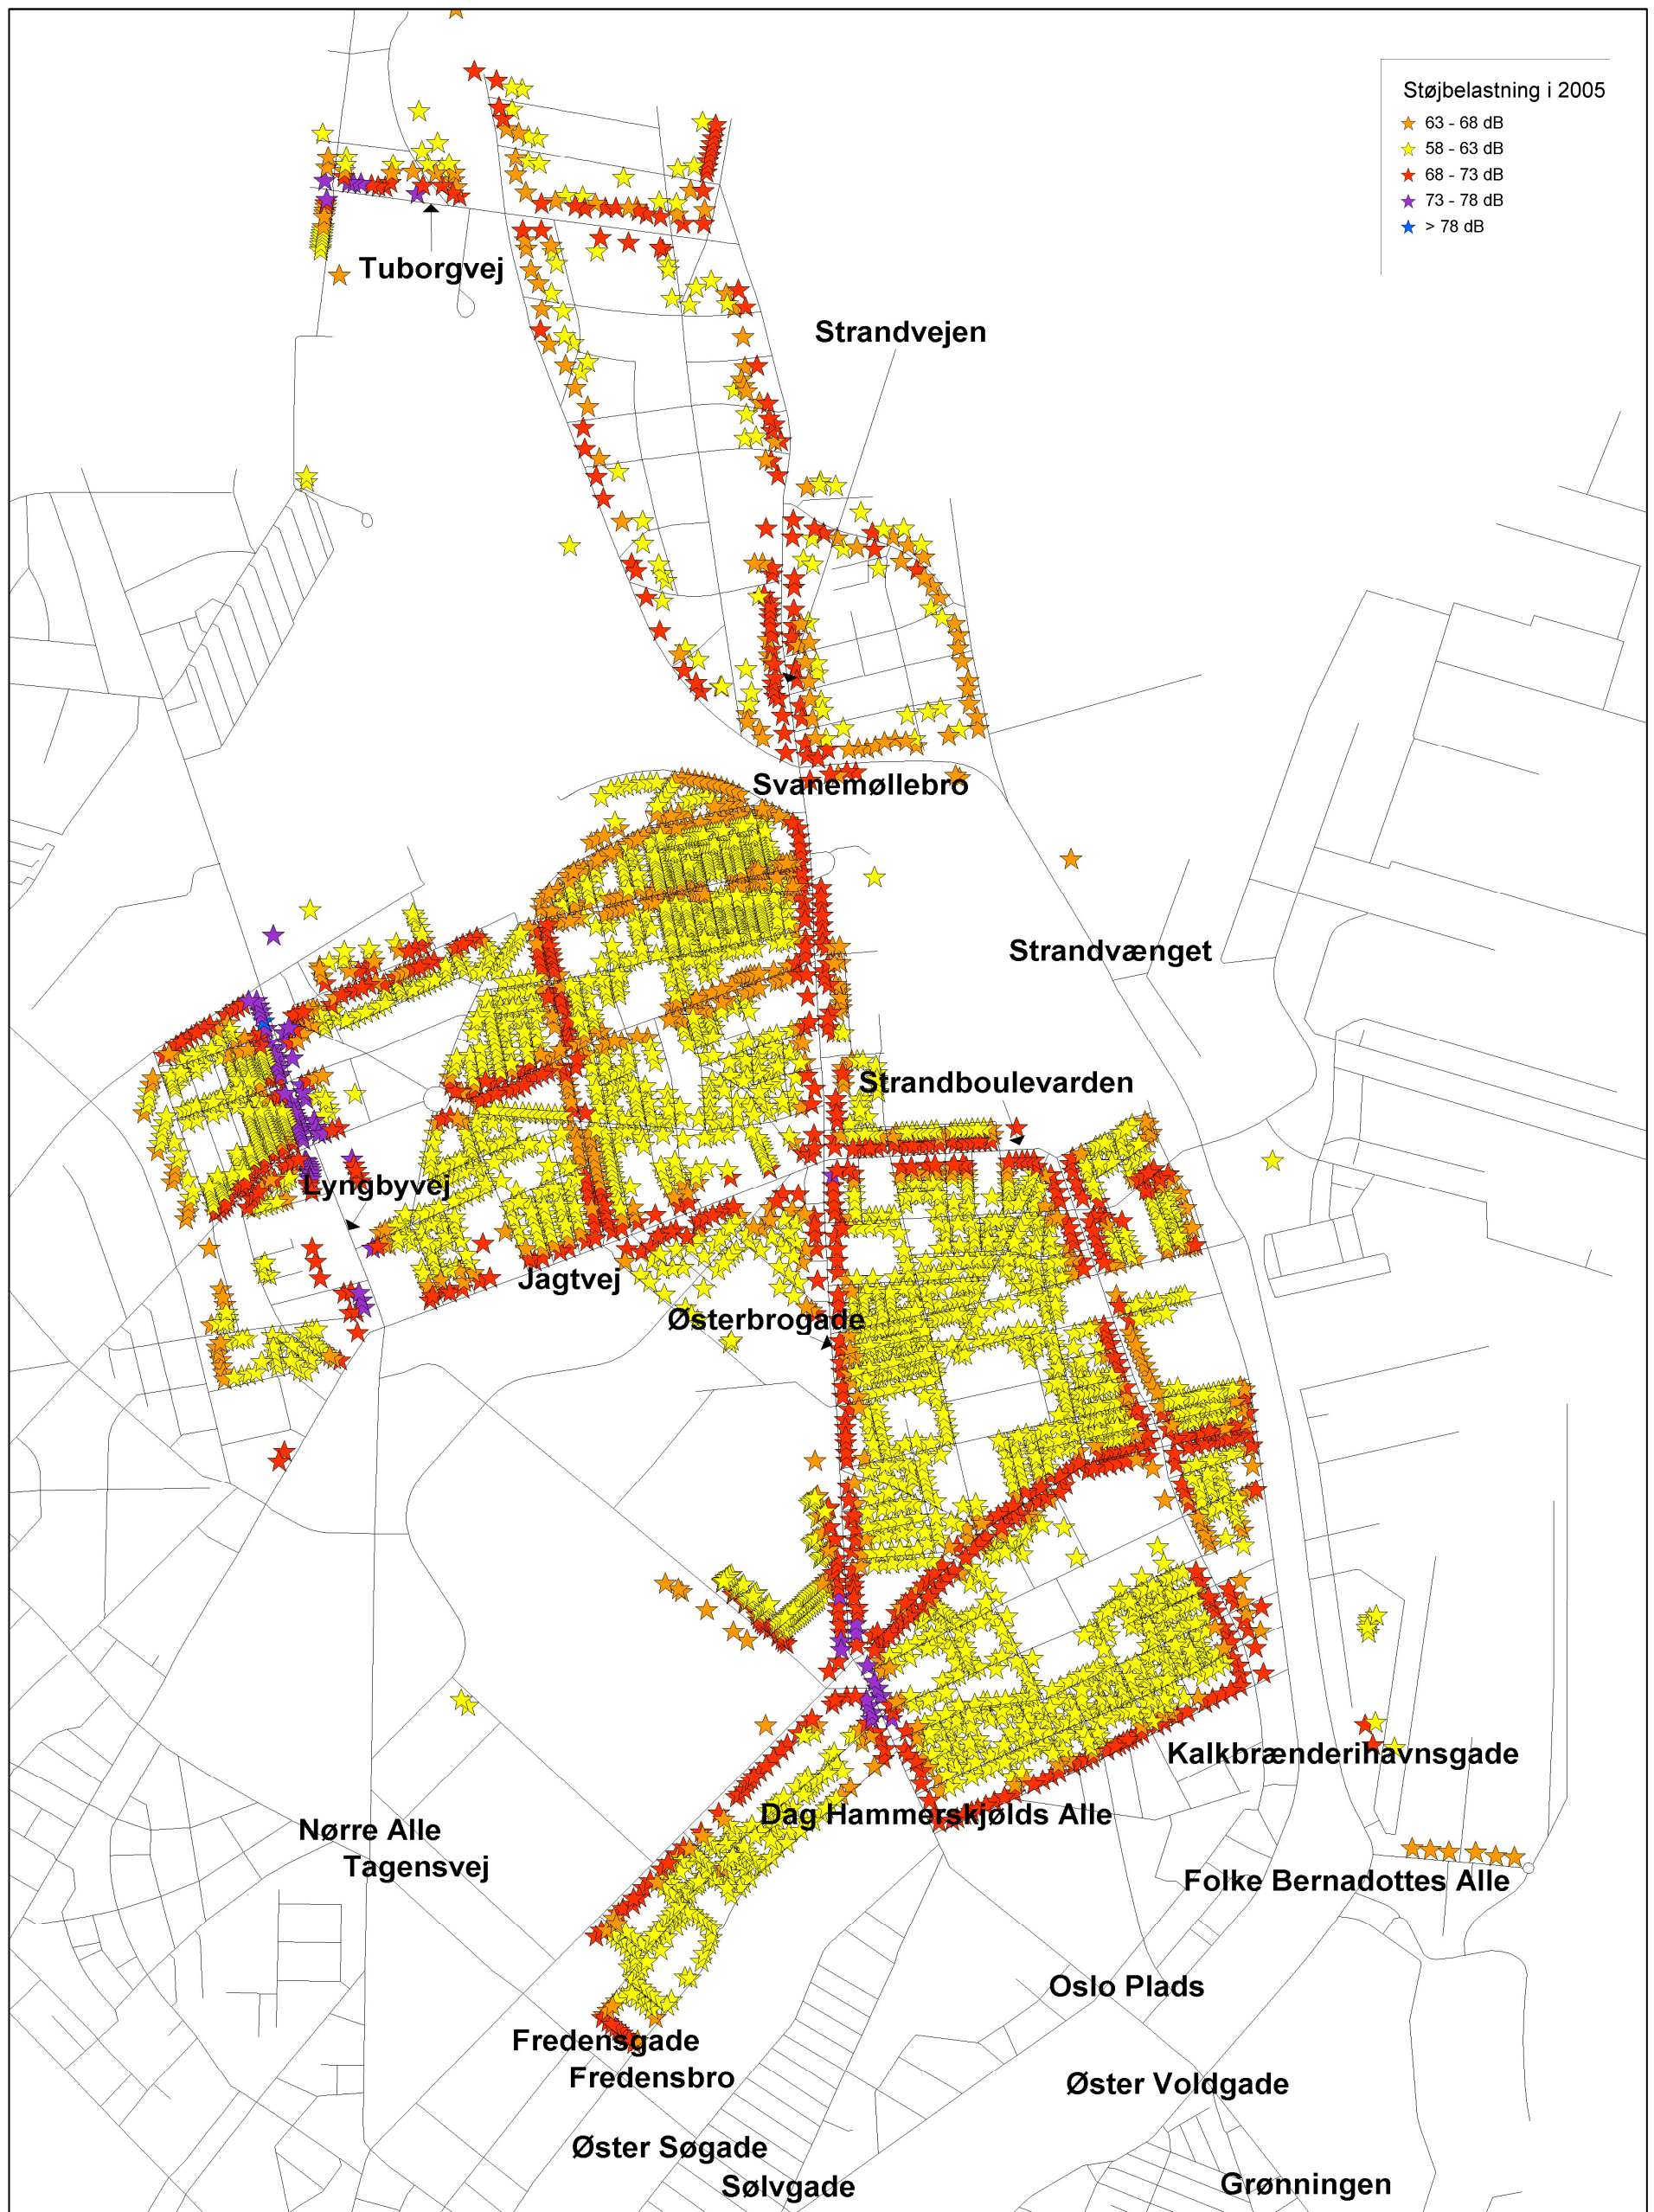 Støjbelastning i 2005
63 - 68 dB
58 - 63 dB
68 - 73 dB
73 - 78 dB
> 78 dB
Tuborgvej
Strandvejen
Svanemøllebro
Strandvænget
Strandboulevarden
Lyngbyvej
Jagtvej
Østerbrogade
Kalkbrænderihavnsgade
Dag Hammerskjølds Alle
Nørre Alle
Tagensvej
Folke Bernadottes Alle
Oslo Plads
Fredensgade
Fredensbro
Øster Voldgade
Øster Søgade
Sølvgade
Grønningen